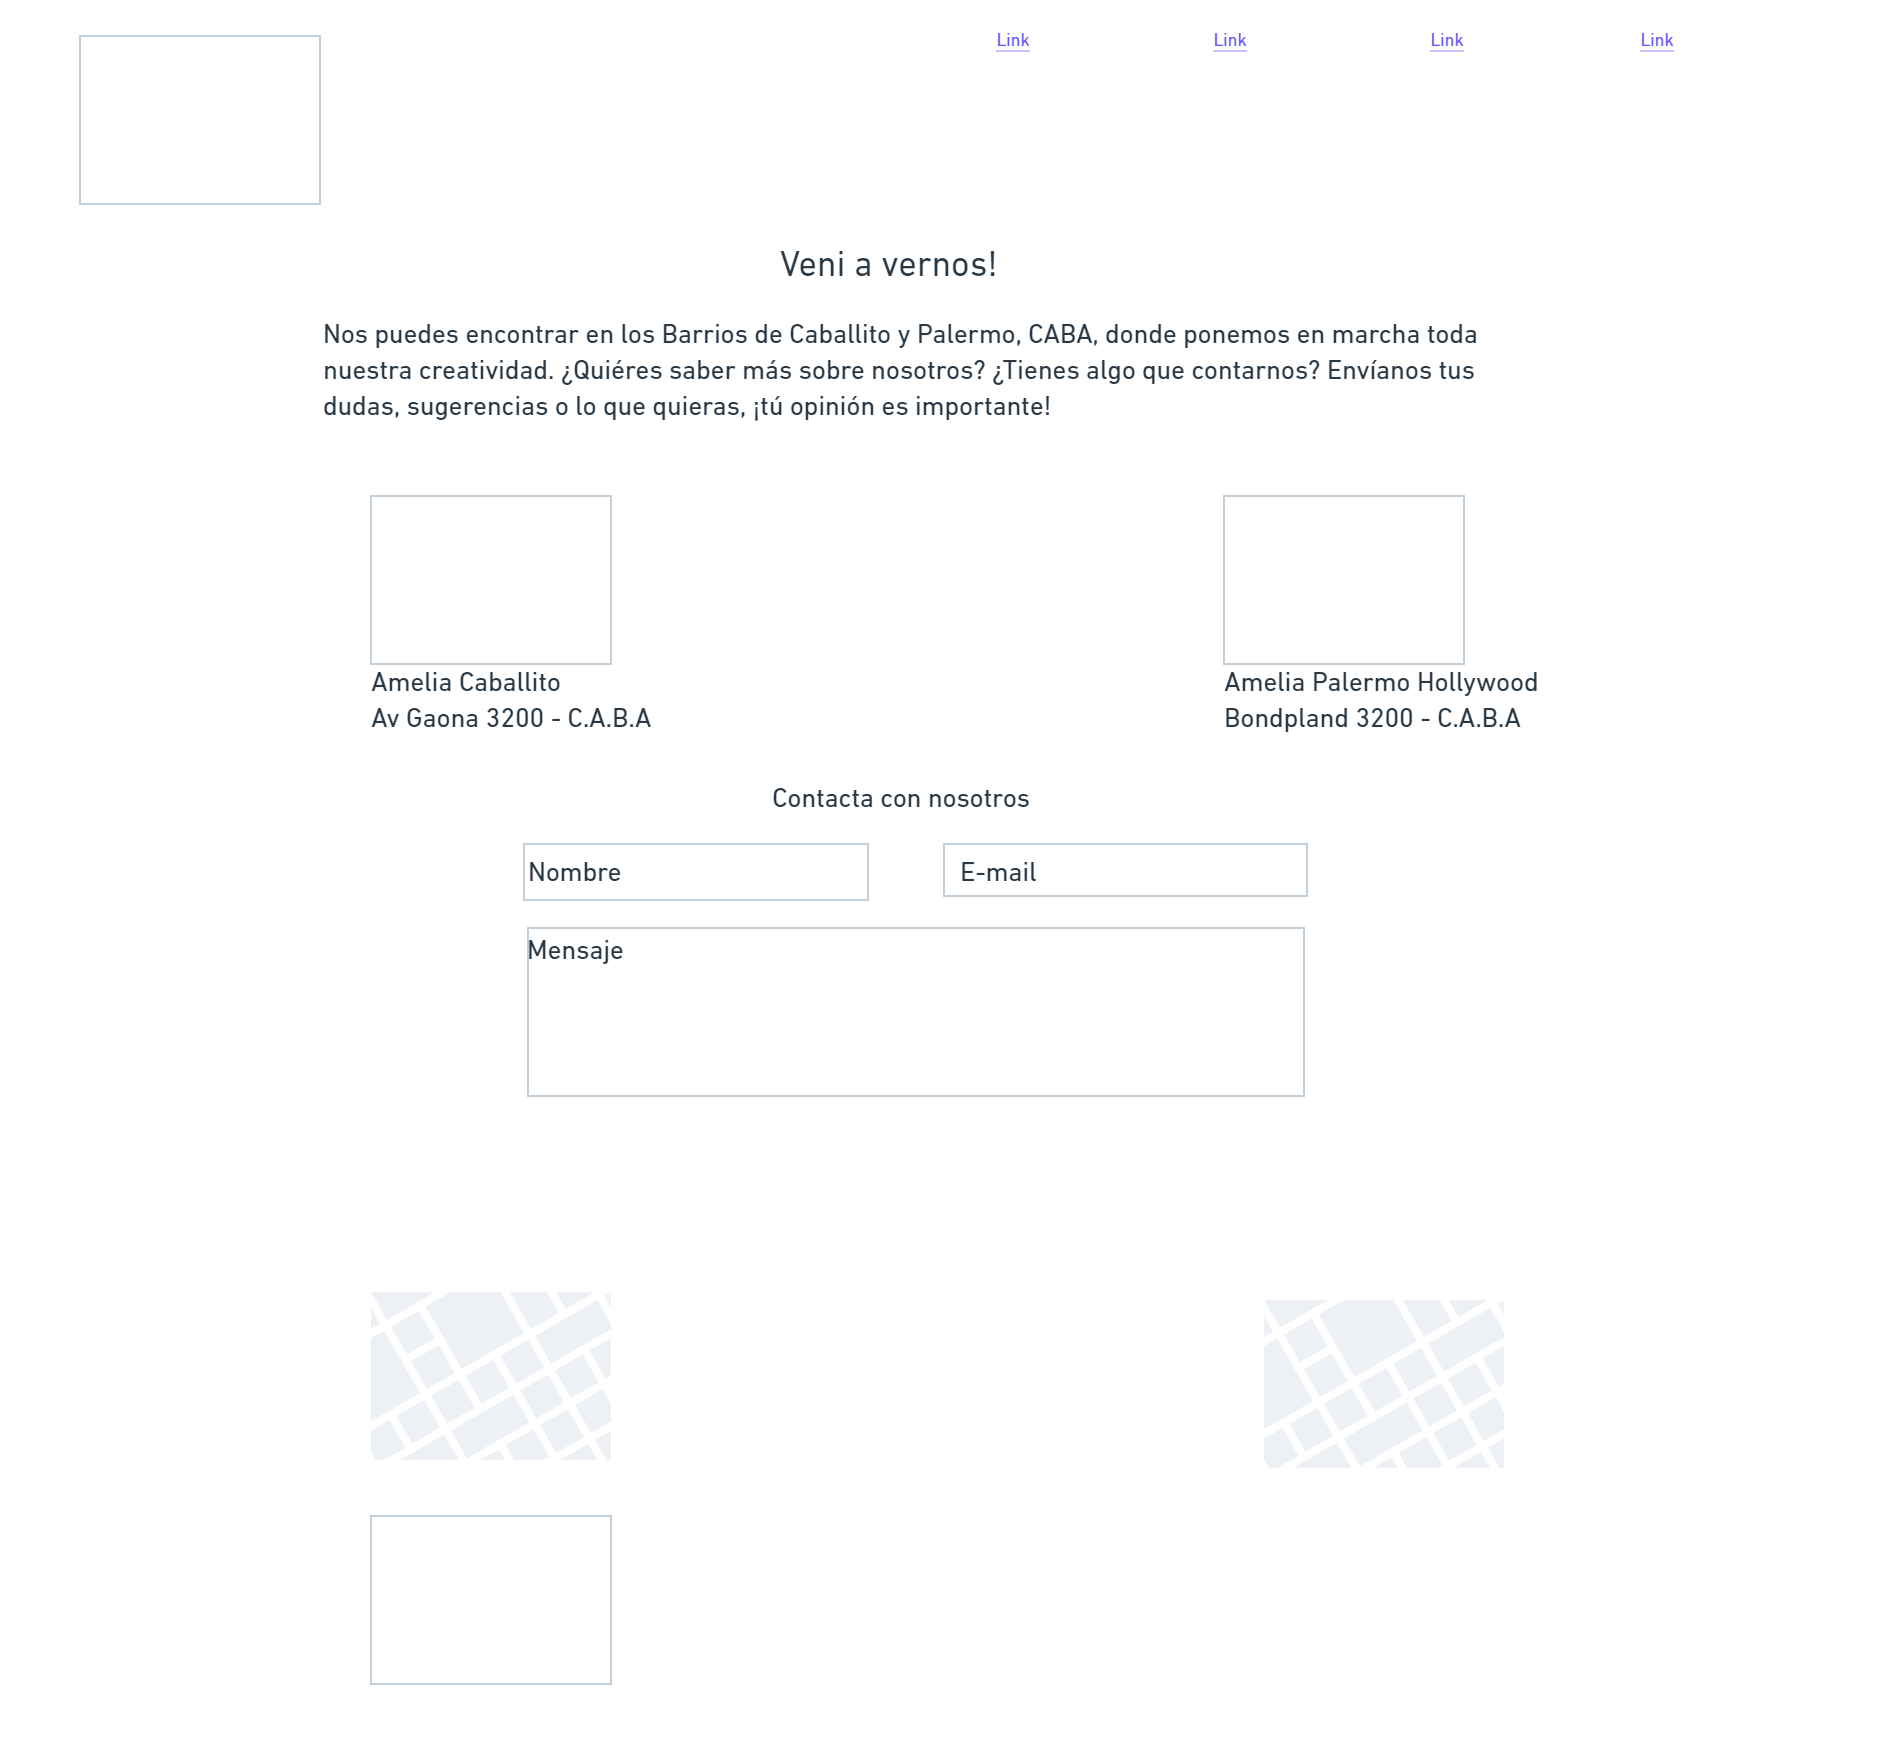 Link Link Link Link
Veni a vernos!
Nos puedes encontrar en los Barrios de Caballito y Palermo, CABA, donde ponemos en marcha toda
nuestra creatividad. ¿Quiéres saber más sobre nosotros? ¿Tienes algo que contarnos? Envíanos tus
dudas, sugerencias o lo que quieras, ¡tú opinión es importante!
Amelia Caballito
Av Gaona 3200 - C.A.B.A
Amelia Palermo Hollywood
Bondpland 3200 - C.A.B.A
Contacta con nosotros
Nombre
E-mail
Mensaje